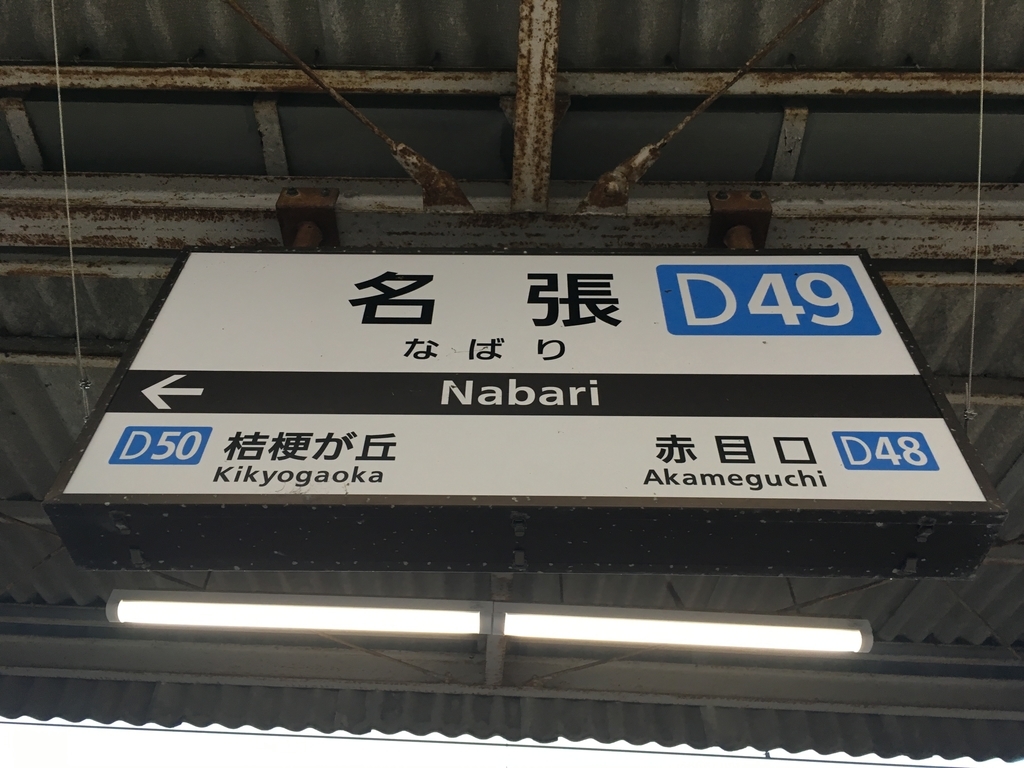 名張 D49
なばり
← Nabari
D50 桔梗が丘 赤目口 D48
Kikyogaoka Akameguchi